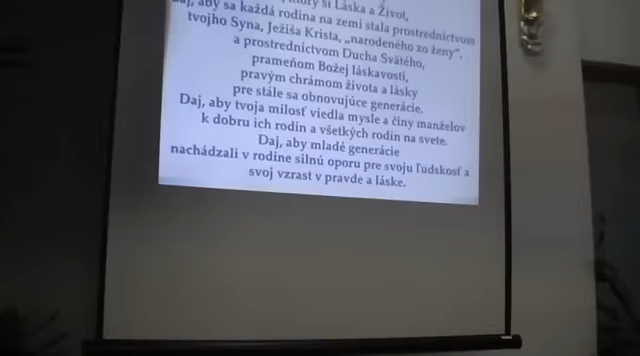 ktorý si Láska a Život,
Daj, aby sa každá rodina na zemi stala prostredníctvom
tvojho Syna, Ježiša Krista, „narodeného zo ženy“.
a prostredníctvom Ducha Svätého,
prameňom Božej láskavosti,
pravým chrámom života a lásky
pre stále sa obnovujúce generácie.
Daj, aby tvoja milosť viedla mysle a činy manželov
k dobru ich rodín a všetkých rodín na svete.
Daj, aby mladé generácie
nachádzali v rodine silnú oporu pre svoju ľudskosť a
svoj vzrast v pravde a láske.